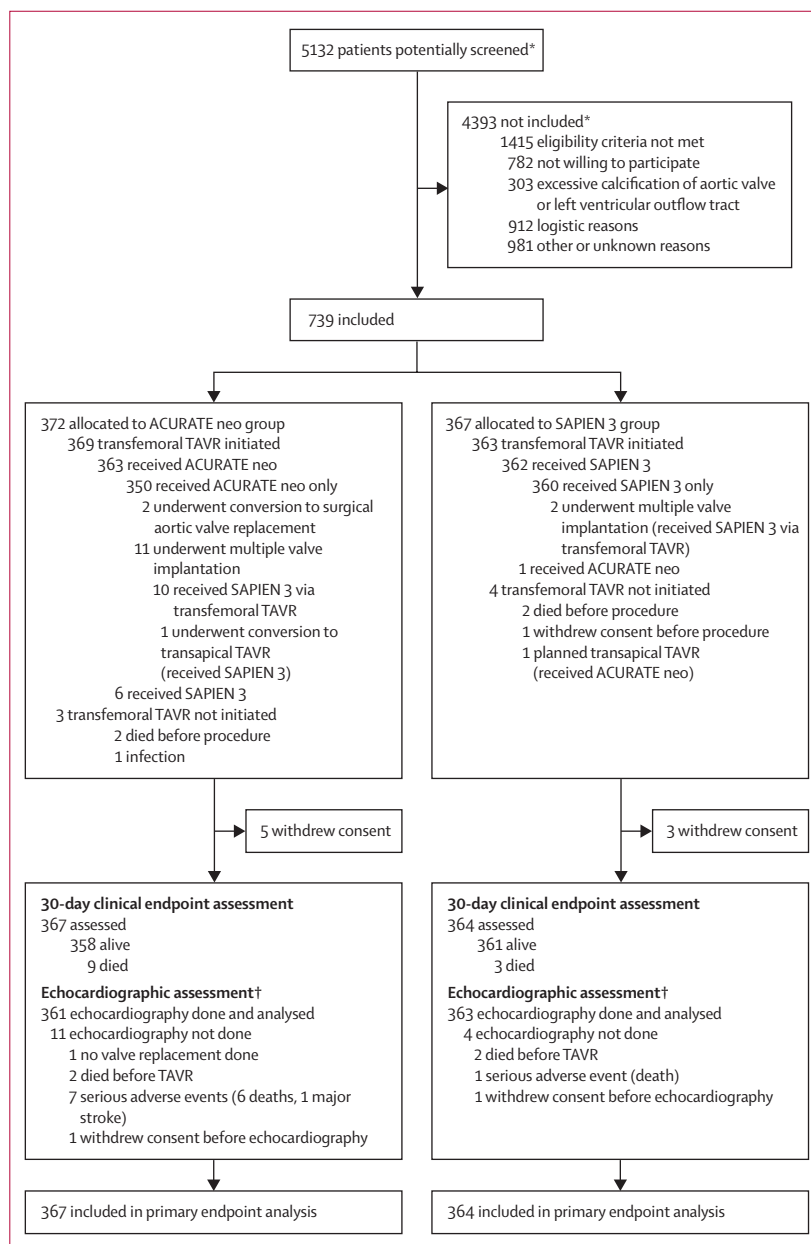 5132 patients potentially screened*
4393 not included*
1415 eligibility criteria not met
782 not willing to participate
303 excessive calcification of aortic valve
or left ventricular outflow tract
912 logistic reasons
981 other or unknown reasons
739 included
372 allocated to ACURATE neo group
369 transfemoral TAVR initiated
363 received ACURATE neo
350 received ACURATE neo only
2 underwent conversion to surgical
aortic valve replacement
11 underwent multiple valve
implantation
10 received SAPIEN 3 via
transfemoral TAVR
1 underwent conversion to
transapical TAVR
(received SAPIEN 3)
6 received SAPIEN 3
3 transfemoral TAVR not initiated
2 died before procedure
1 infection
367 allocated to SAPIEN 3 group
363 transfemoral TAVR initiated
362 received SAPIEN 3
360 received SAPIEN 3 only
2 underwent multiple valve
implantation (received SAPIEN 3 via
transfemoral TAVR)
1 received ACURATE neo
4 transfemoral TAVR not initiated
2 died before procedure
1 withdrew consent before procedure
1 planned transapical TAVR
(received ACURATE neo)
5 withdrew consent
3 withdrew consent
30-day clinical endpoint assessment
367 assessed
358 alive
9 died
Echocardiographic assessment†
361 echocardiography done and analysed
11 echocardiography not done
1 no valve replacement done
2 died before TAVR
7 serious adverse events (6 deaths, 1 major
stroke)
1 withdrew consent before echocardiography
30-day clinical endpoint assessment
364 assessed
361 alive
3 died
Echocardiographic assessment†
363 echocardiography done and analysed
4 echocardiography not done
2 died before TAVR
1 serious adverse event (death)
1 withdrew consent before echocardiography
367 included in primary endpoint analysis
364 included in primary endpoint analysis